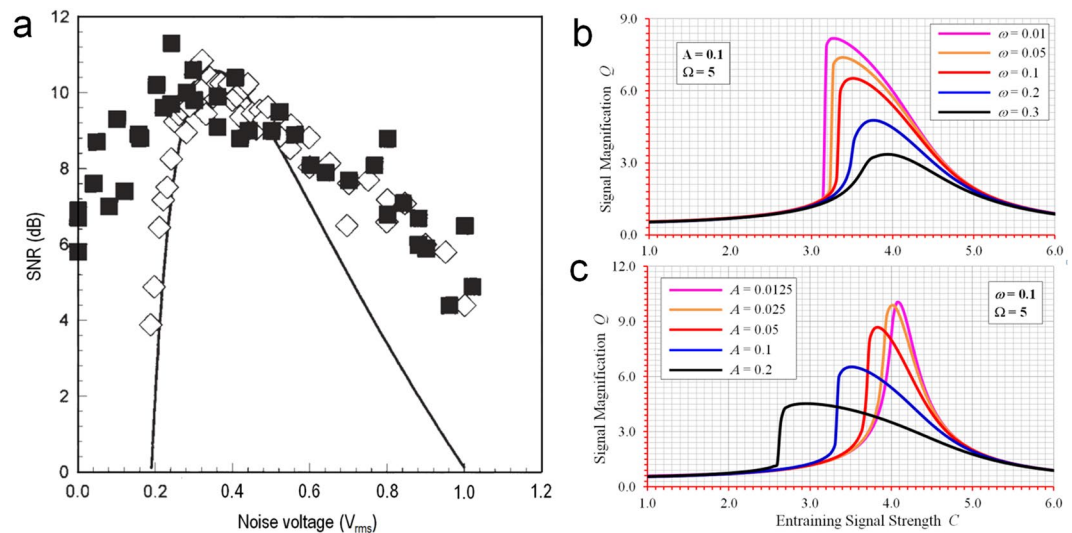 a
12
10
8
6
4
2
0
SNR (dB)
0.0 0.2 0.4 0.6 0.8 1.0 1.2
Noise voltage (Vrms)
b
9.0
6.0
3.0
0.0
Signal Magnification Q
A = 0.1
Ω = 5
ω = 0.01
ω = 0.05
ω = 0.1
ω = 0.2
ω = 0.3
1.0 2.0 3.0 4.0 5.0 6.0
c
12.0
9.0
6.0
3.0
0.0
Signal Magnification Q
A = 0.0125
A = 0.025
A = 0.05
A = 0.1
A = 0.2
ω = 0.1
Ω = 5
1.0 2.0 3.0 4.0 5.0 6.0
Entraining Signal Strength C